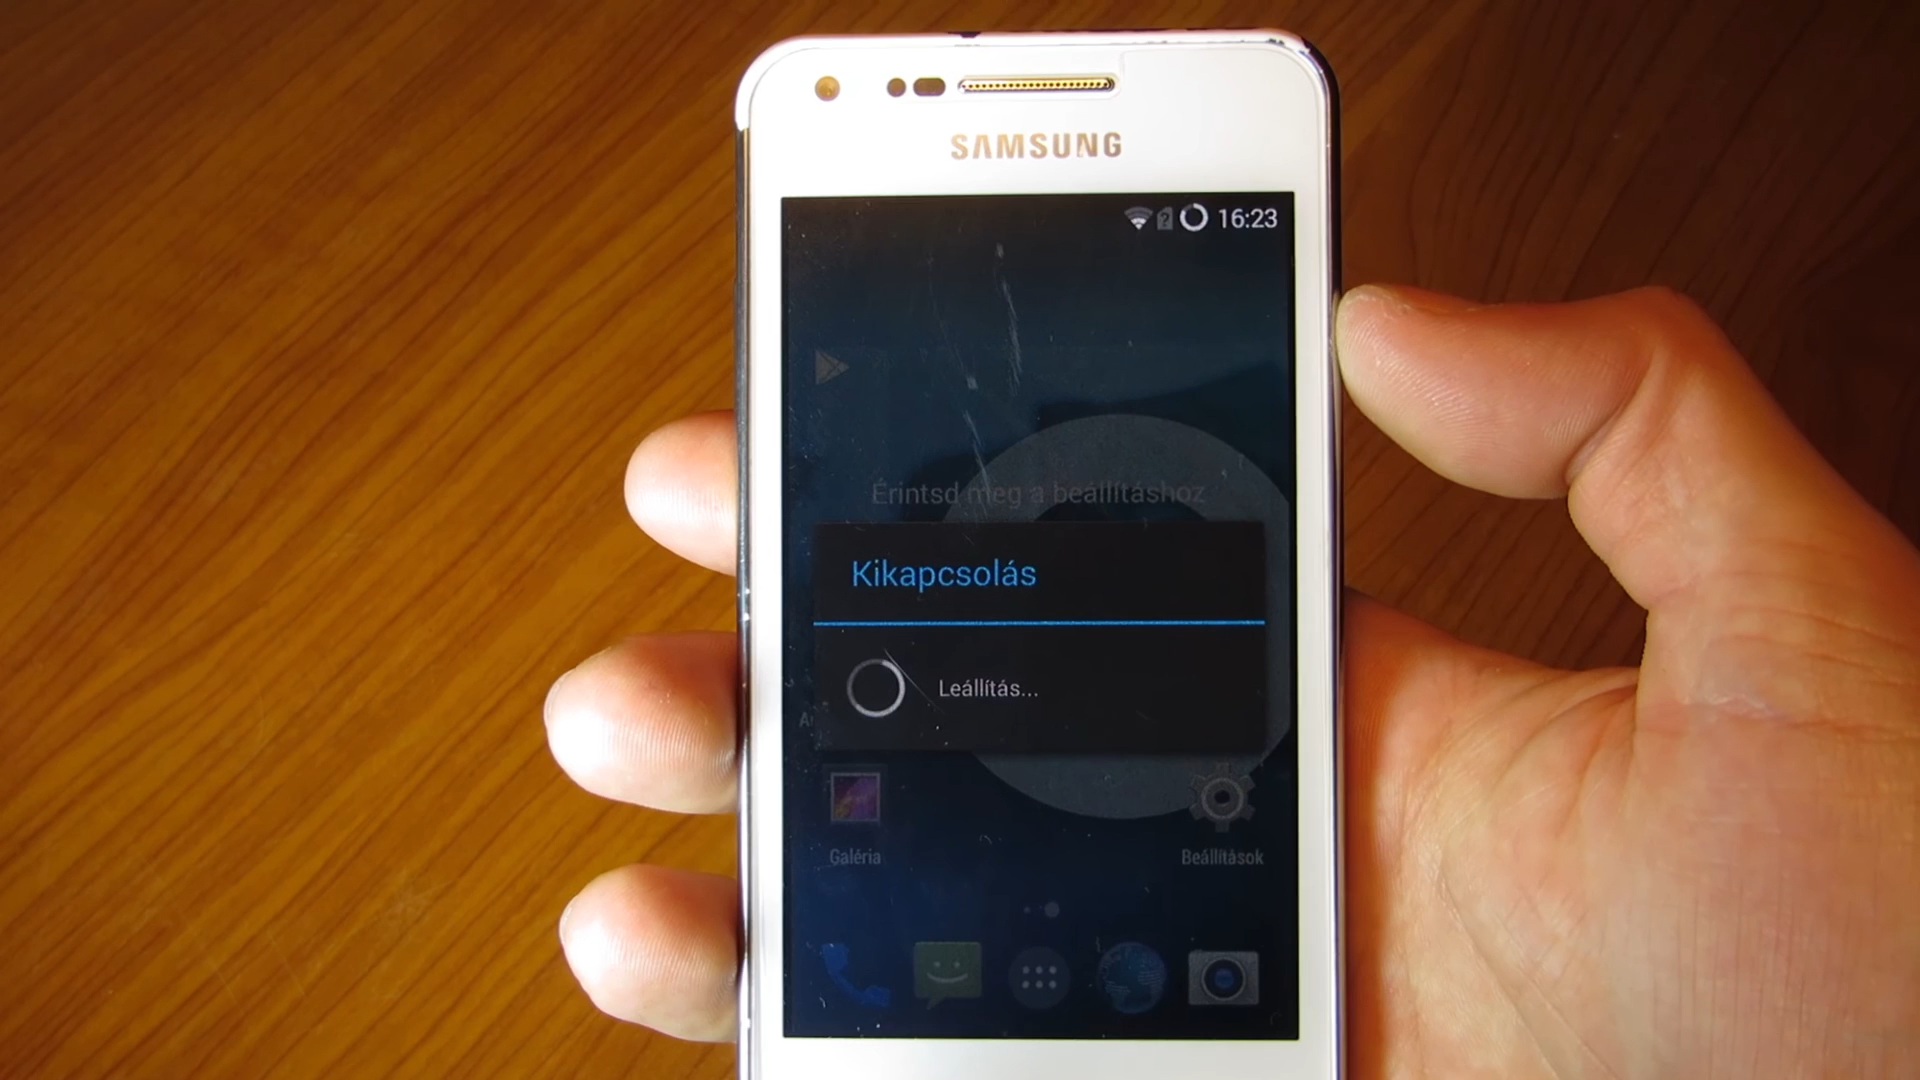 SAMSUNG
16:23
Érintsd meg a beállításhoz
Kikapcsolás
Leállítás...
Galéria
Beállítások